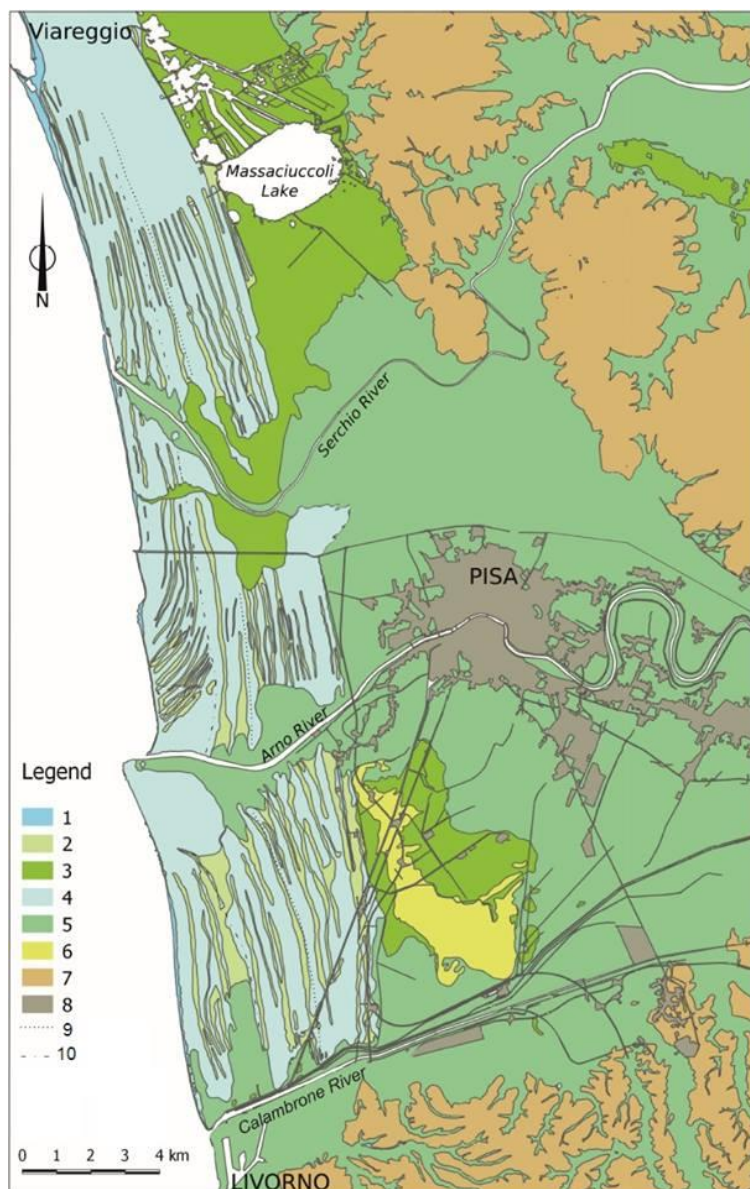 Viareggio
Massaciuccoli
Lake
N
Serchio River
PISA
Arno River
Legend
1
2
3
4
5
6
7
8
9
10
Calambrone River
0 1 2 3 4 km
LIVORNO